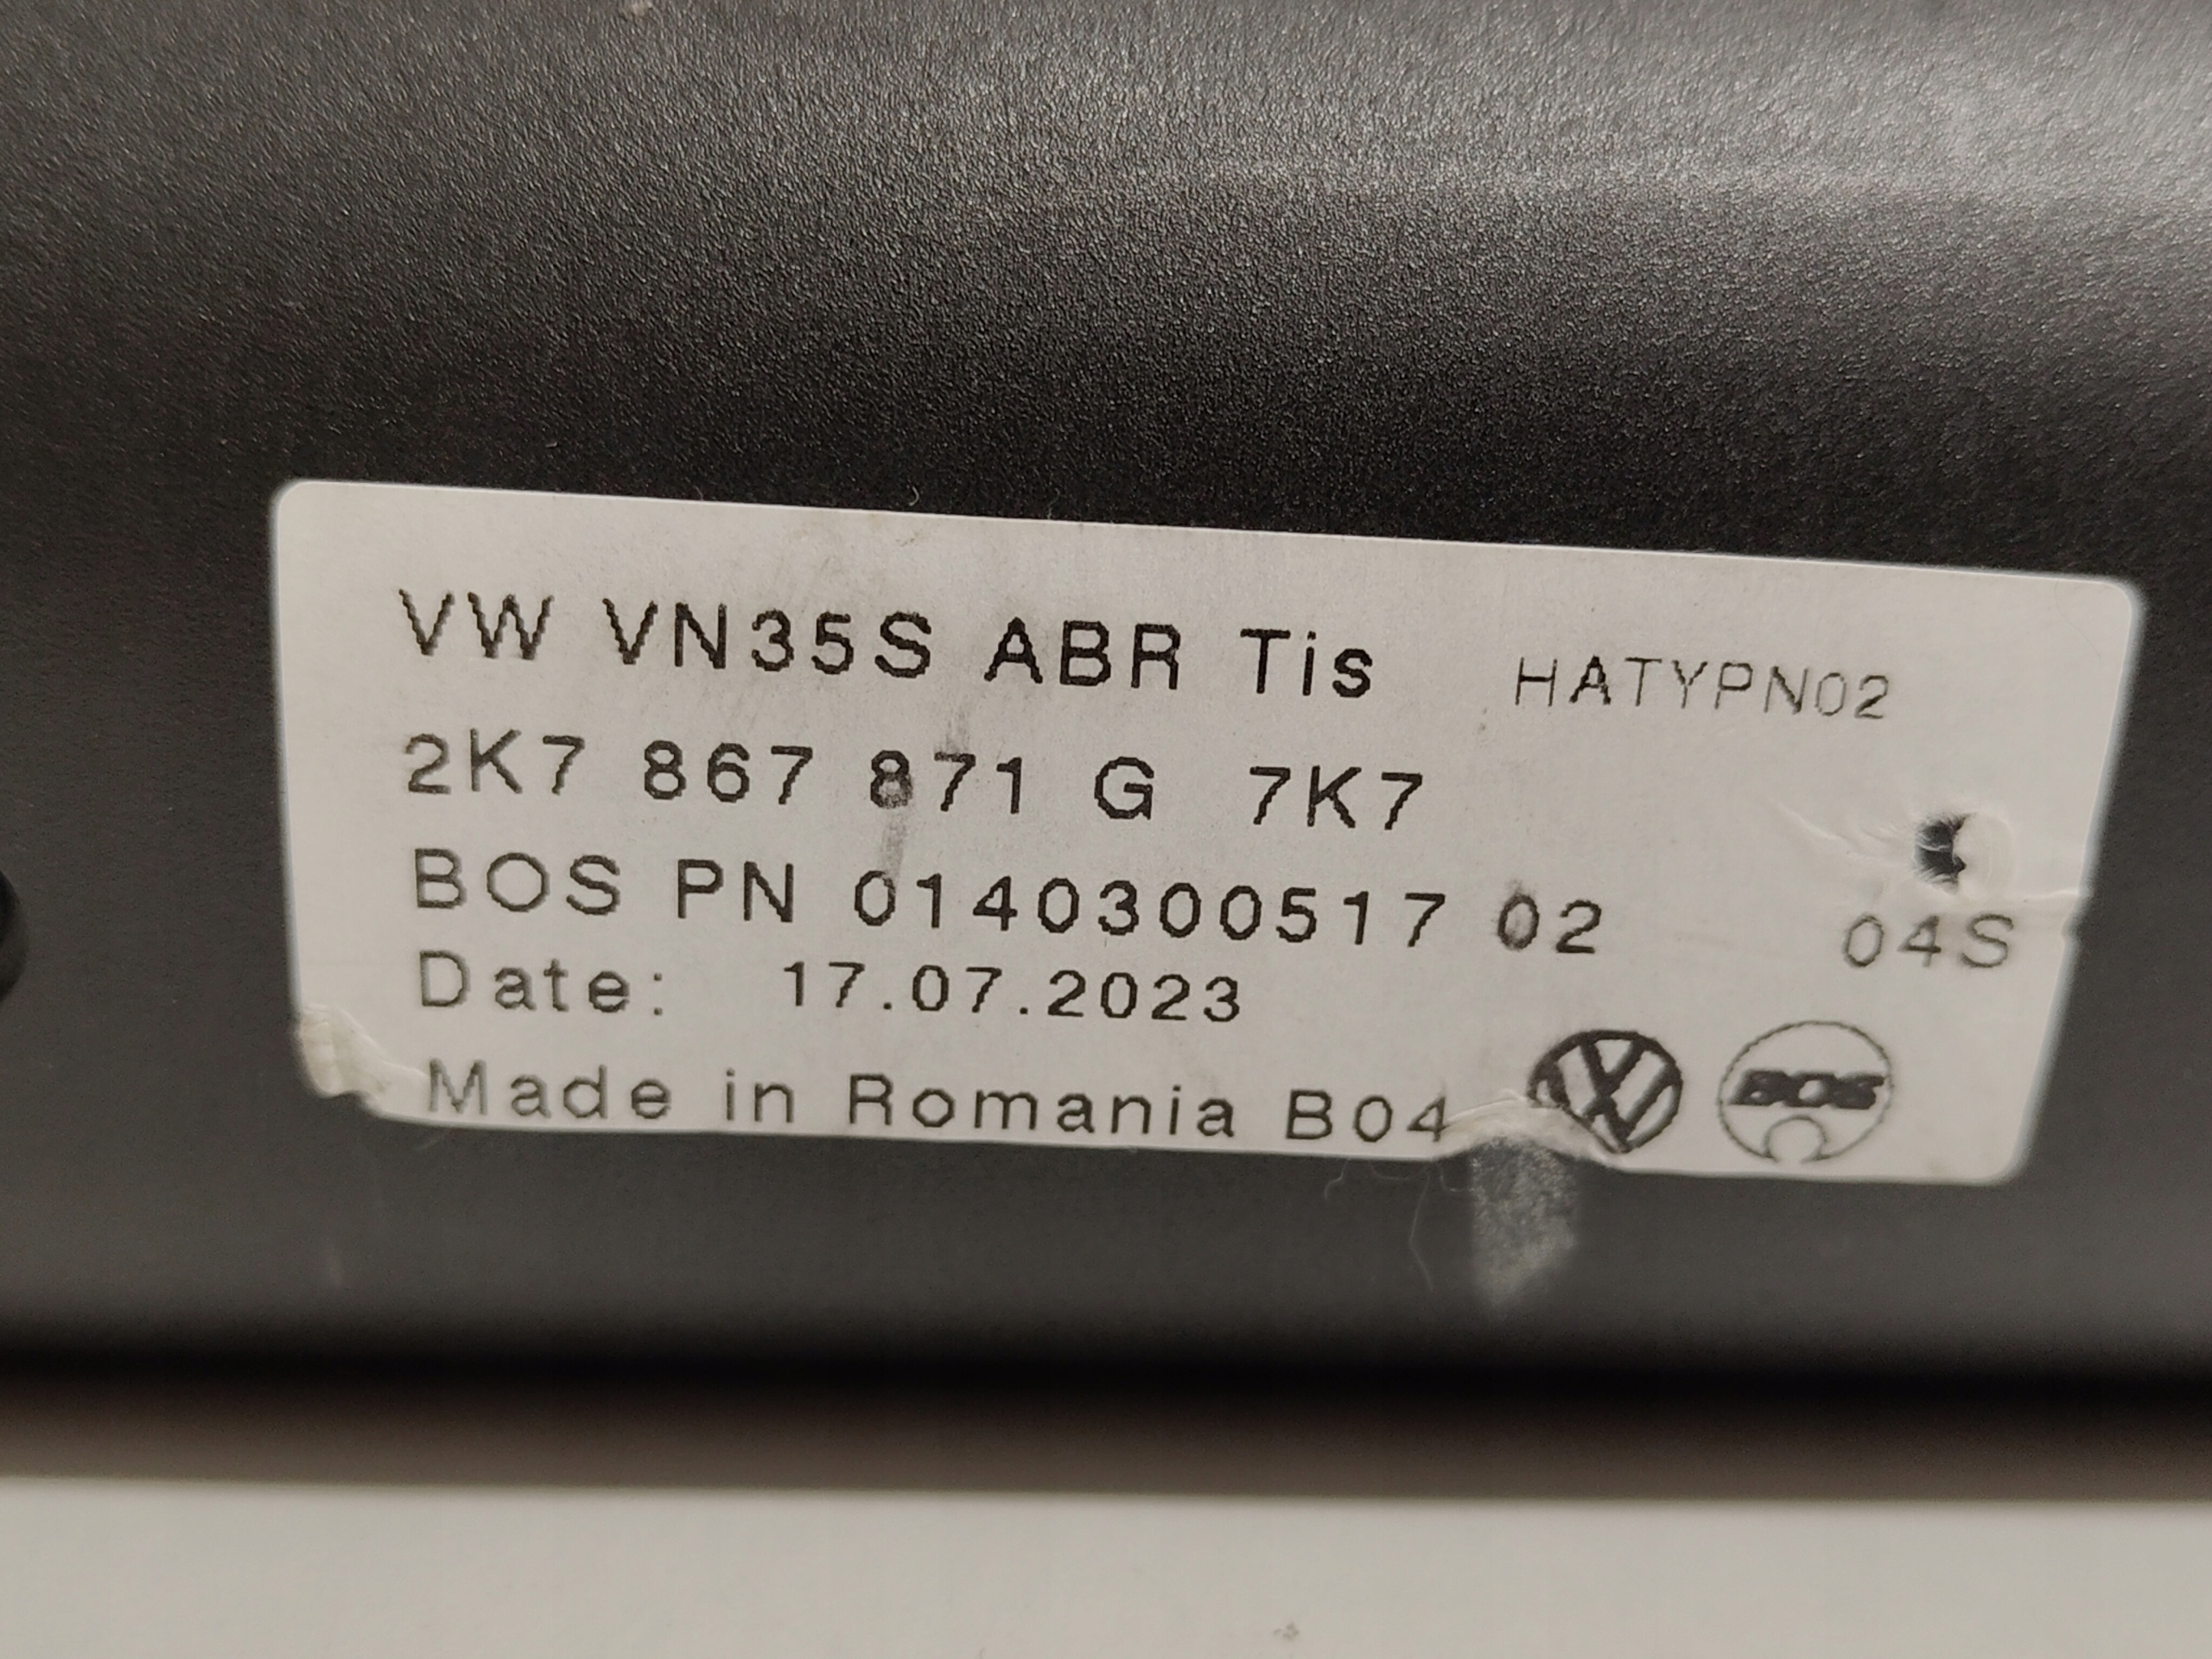 VW VN35S ABR Tis HATYPN02
2K7 867 871 G 7K7
BOS PN 0140300517 02 04S
Date: 17.07.2023
Made in Romania B04
BOS